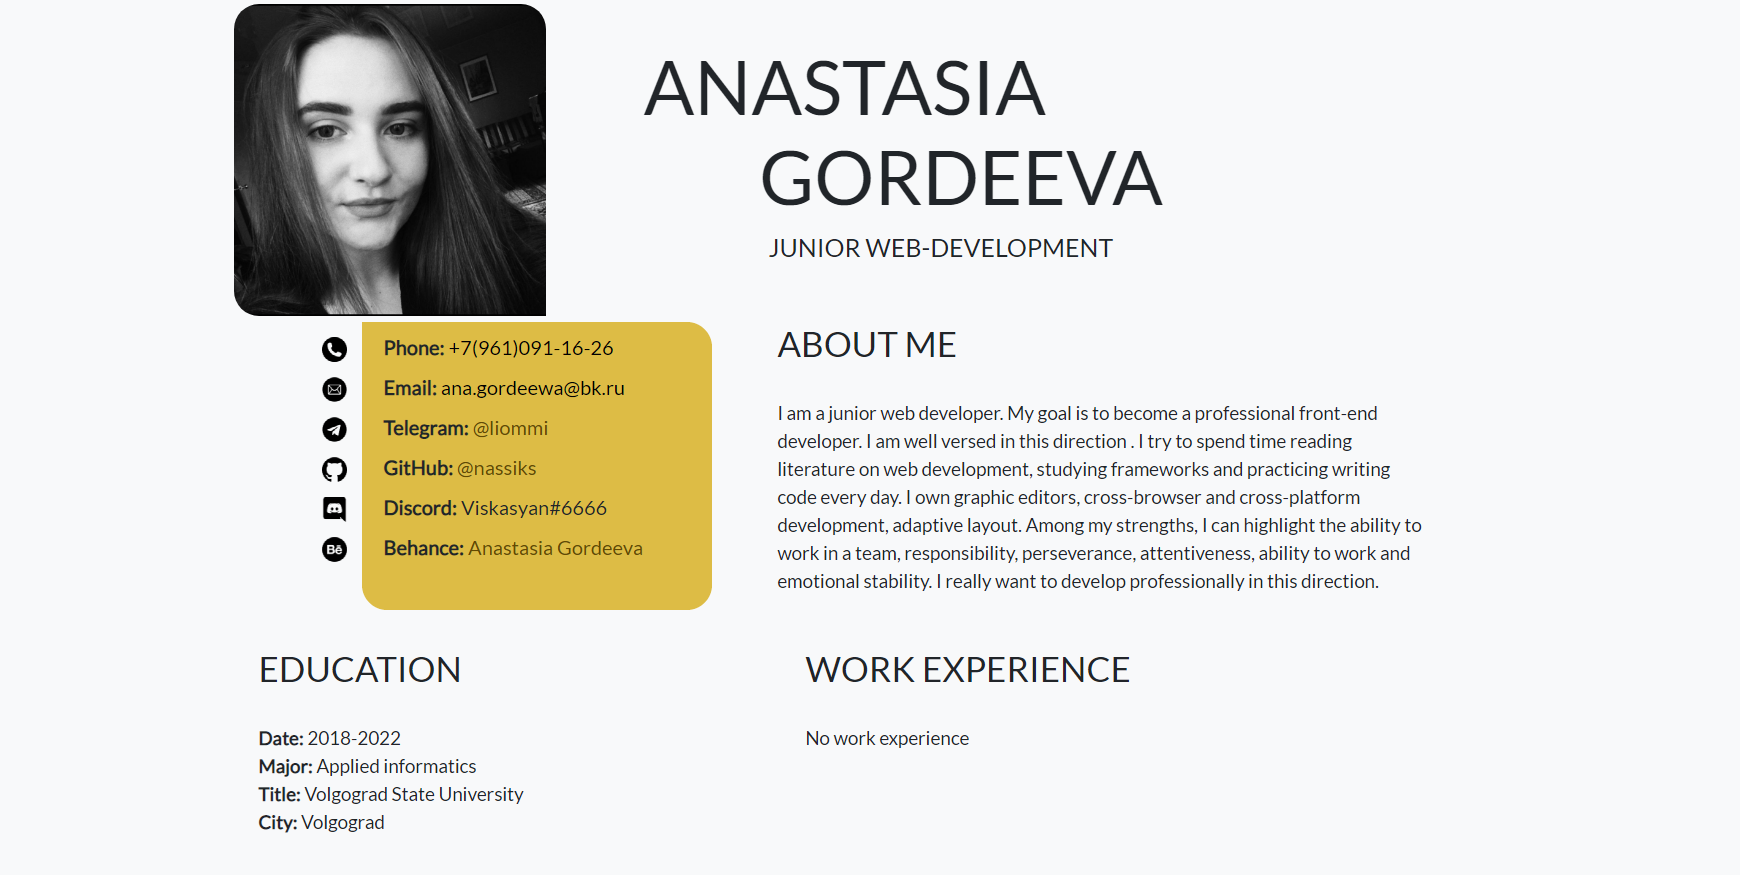 ANASTASIA
GORDEEVA
JUNIOR WEB-DEVELOPMENT
Phone: +7(961)091-16-26
Email: ana.gordeewa@bk.ru
Telegram: @liommi
GitHub: @nassiks
Discord: Viskasyan#6666
Bē Behance: Anastasia Gordeeva
ABOUT ME
I am a junior web developer. My goal is to become a professional front-end
developer. I am well versed in this direction . I try to spend time reading
literature on web development, studying frameworks and practicing writing
code every day. I own graphic editors, cross-browser and cross-platform
development, adaptive layout. Among my strengths, I can highlight the ability to
work in a team, responsibility, perseverance, attentiveness, ability to work and
emotional stability. I really want to develop professionally in this direction.
EDUCATION
Date: 2018-2022
Major: Applied informatics
Title: Volgograd State University
City: Volgograd
WORK EXPERIENCE
No work experience